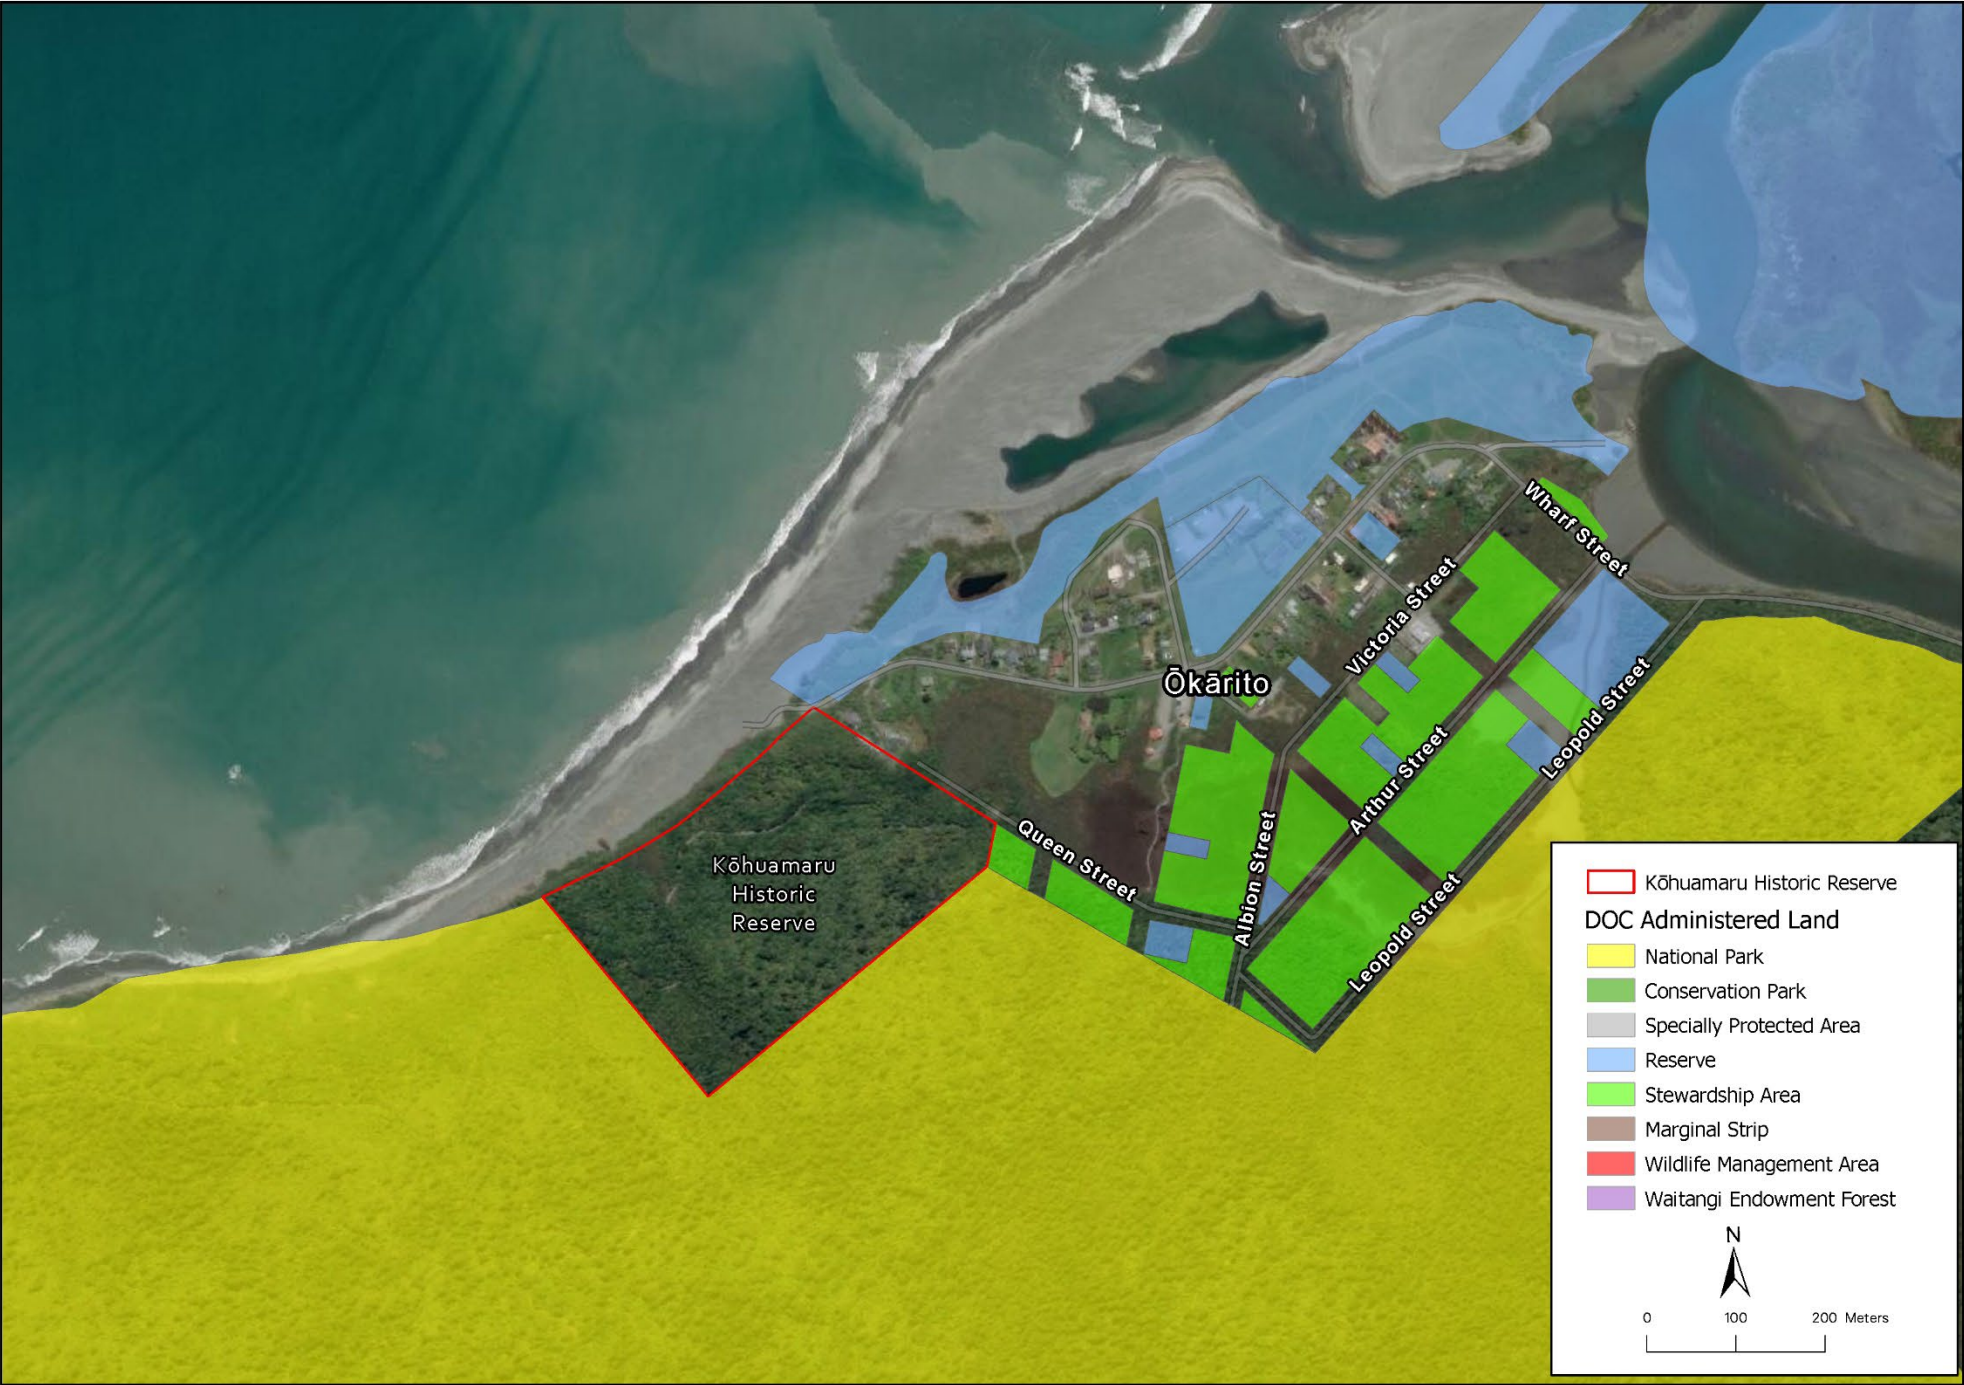 Wharf Street
Victoria Street
Ōkārito
Leopold Street
Arthur Street
Queen Street
Albion Street
Leopold Street
Kōhuamaru
Historic
Reserve
Kōhuamaru Historic Reserve
DOC Administered Land
National Park
Conservation Park
Specially Protected Area
Reserve
Stewardship Area
Marginal Strip
Wildlife Management Area
Waitangi Endowment Forest
N
0 100 200 Meters